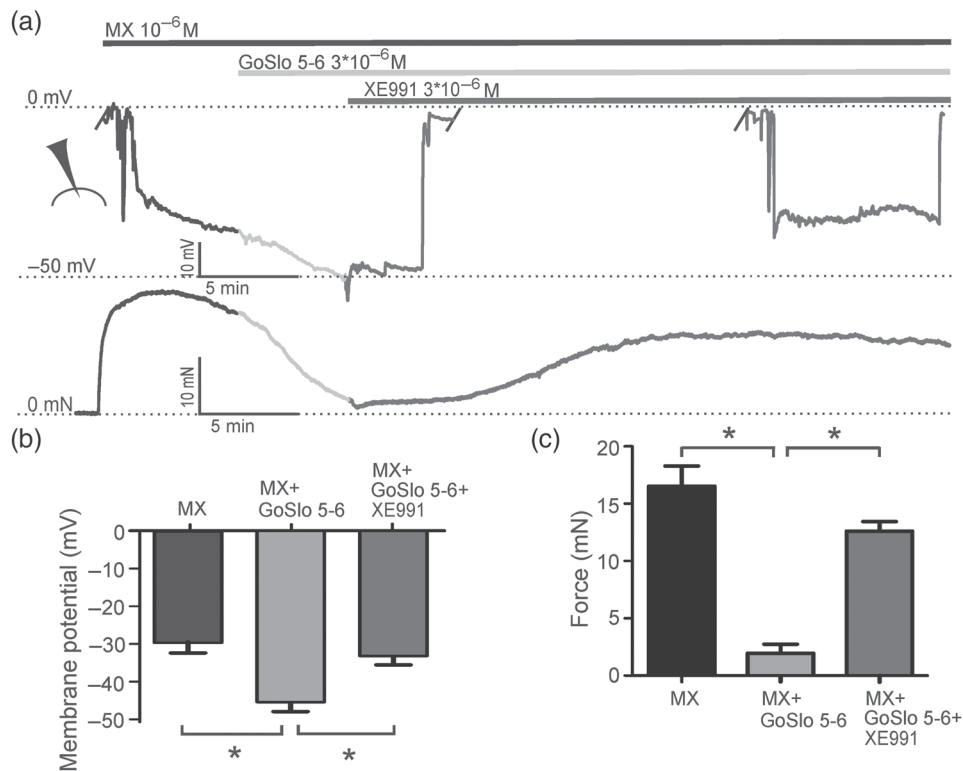 (a)
MX 10⁻⁶ M
GoSlo 5-6 3*10⁻⁶M
XE991 3*10⁻⁶ M
0 mV
10 mV
–50 mV
5 min
10 mN
0 mN
5 min
(b)
MX
MX+
GoSlo 5-6
MX+
GoSlo 5-6+
XE991
Membrane potential (mV)
0
–10
–20
–30
–40
–50
*
*
(c)
*
*
Force (mN)
20
15
10
5
0
MX
MX+
GoSlo 5-6
MX+
GoSlo 5-6+
XE991